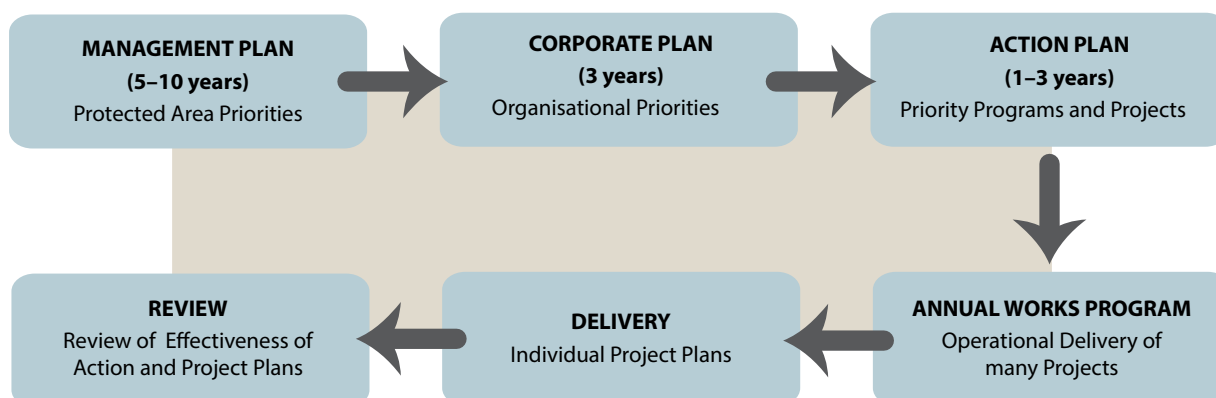 MANAGEMENT PLAN
(5–10 years)
Protected Area Priorities
CORPORATE PLAN
(3 years)
Organisational Priorities
ACTION PLAN
(1–3 years)
Priority Programs and Projects
REVIEW
Review of Effectiveness of
Action and Project Plans
DELIVERY
Individual Project Plans
ANNUAL WORKS PROGRAM
Operational Delivery of
many Projects